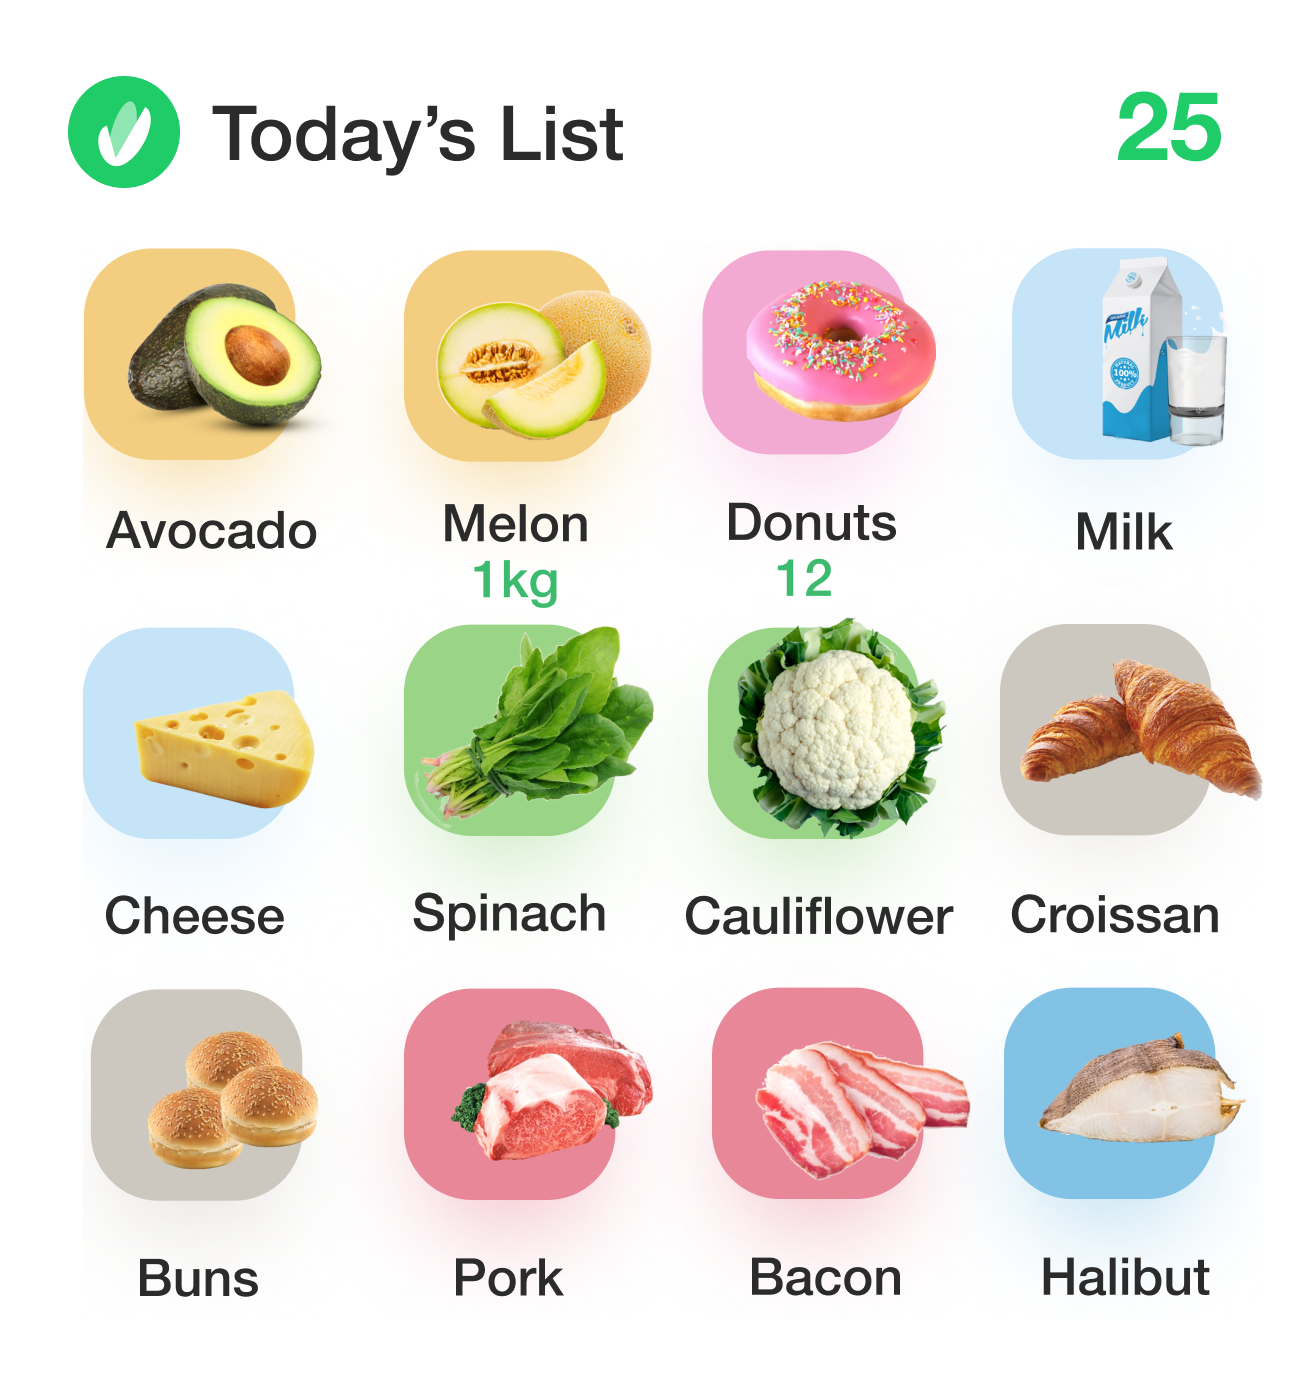 Today’s List
25
Avocado
Melon
1kg
Donuts
12
Milk
Milk
100%
Cheese
Spinach
Cauliflower
Croissan
Buns
Pork
Bacon
Halibut